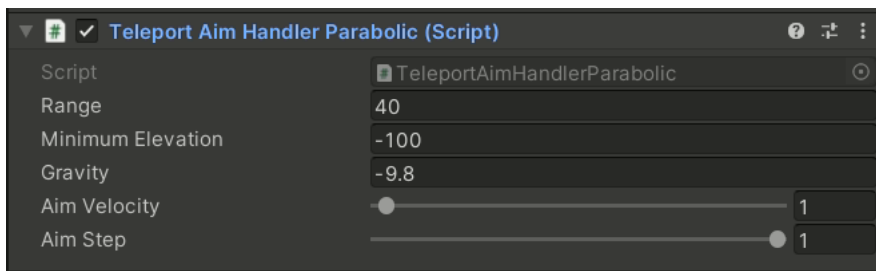 Teleport Aim Handler Parabolic (Script)
Script TeleportAimHandlerParabolic
Range 40
Minimum Elevation -100
Gravity -9.8
Aim Velocity 1
Aim Step 1